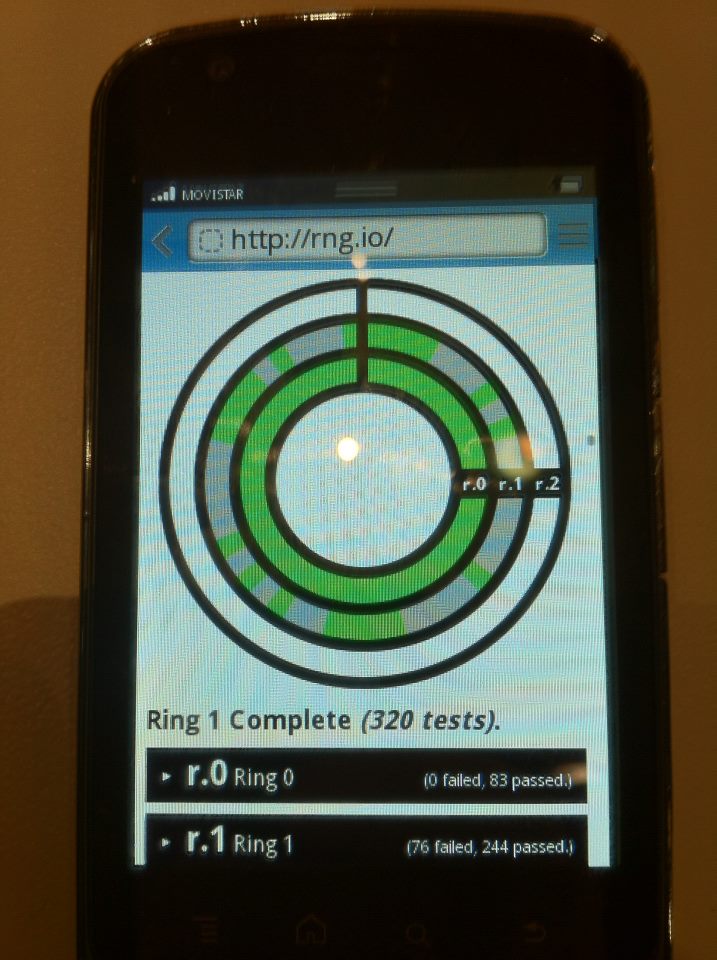 MOVISTAR
http://rng.io/
r.0 r.1 r.2
Ring 1 Complete (320 tests).
r.0 Ring 0 (0 failed, 83 passed.)
r.1 Ring 1 (76 failed, 244 passed.)